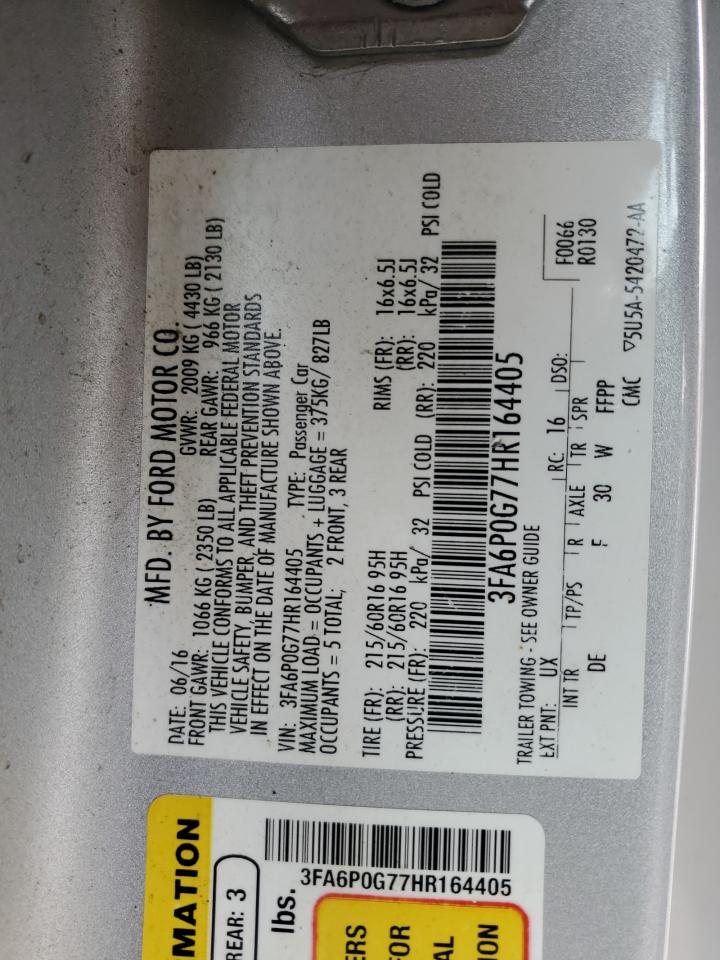 MFD. BY FORD MOTOR CO.
DATE: 06/16 GVWR: 2009 KG ( 4430 LB)
FRONT GAWR: 1066 KG ( 2350 LB) REAR GAWR: 966 KG ( 2130 LB)
THIS VEHICLE CONFORMS TO ALL APPLICABLE FEDERAL MOTOR
VEHICLE SAFETY, BUMPER, AND THEFT PREVENTION STANDARDS
IN EFFECT ON THE DATE OF MANUFACTURE SHOWN ABOVE.
VIN: 3FA6P0G77HR164405 TYPE: Passenger Car
MAXIMUM LOAD = OCCUPANTS + LUGGAGE = 375KG/ 827LB
OCCUPANTS = 5 TOTAL; 2 FRONT, 3 REAR
TIRE (FR): 215/60R16 95H RIMS (FR): 16x6.5J
(RR): 215/60R16 95H (RR): 16x6.5J
PRESSURE (FR): 220 kPa/ 32 PSI COLD (RR): 220 kPa/ 32 PSI COLD
3FA6P0G77HR164405
TRAILER TOWING - SEE OWNER GUIDE
F0066
R0130
EXT PNT: UX RC: 16 DSO:
INT TR TP/PS R AXLE TR SPR
DE F 30 W FFPP
CMC ▽5U5A-5420472-AA
MATION
REAR: 3
lbs.
3FA6P0G77HR164405
ERS
FOR
AL
ION